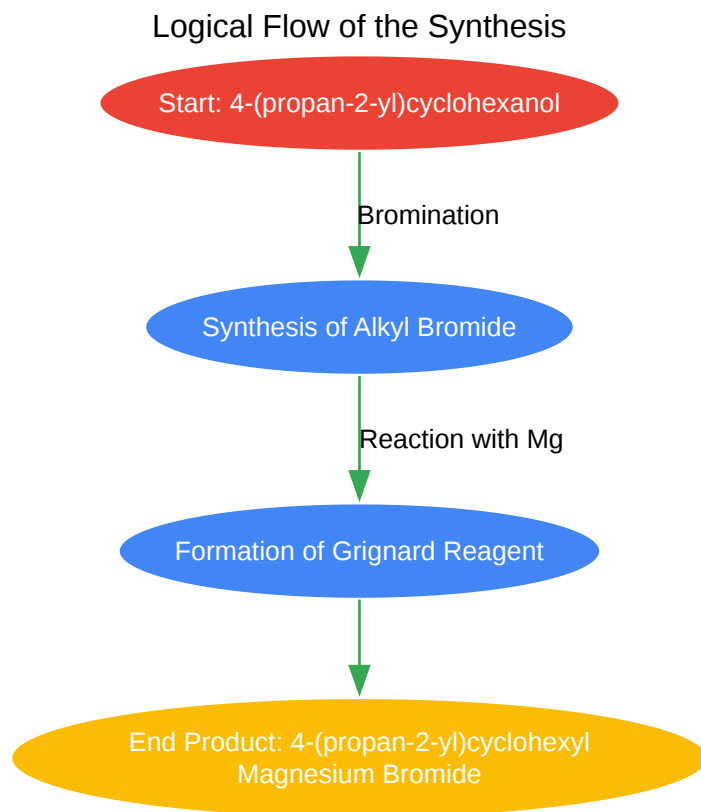 Logical Flow of the Synthesis
Start: 4-(propan-2-yl)cyclohexanol
Bromination
Synthesis of Alkyl Bromide
Reaction with Mg
Formation of Grignard Reagent
End Product: 4-(propan-2-yl)cyclohexyl
Magnesium Bromide